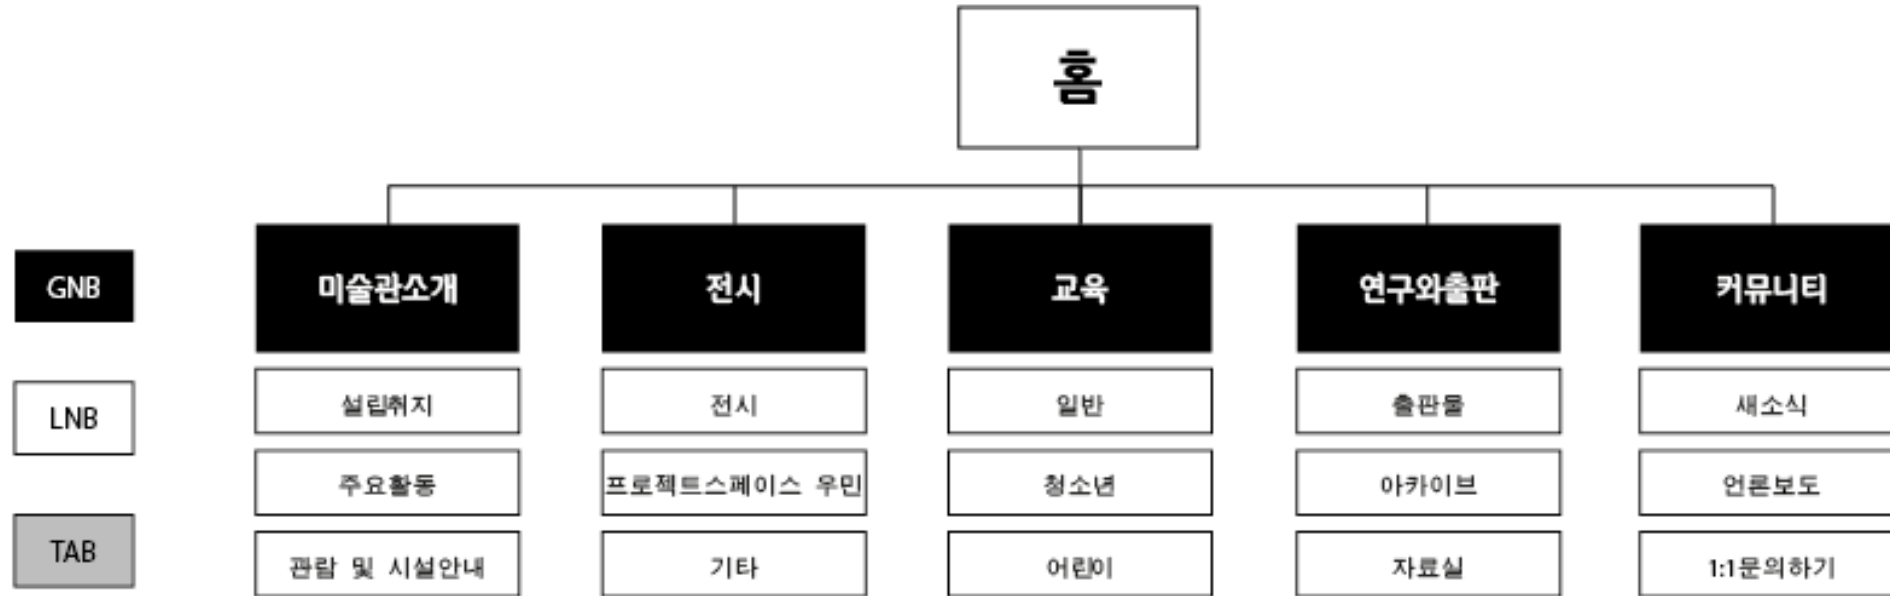 홈
GNB
미술관소개
전시
교육
연구와출판
커뮤니티
LNB
설립취지
전시
일반
출판물
새소식
주요활동
프로젝트스페이스 우민
청소년
아카이브
언론보도
TAB
관람 및 시설안내
기타
어린이
자료실
1:1문의하기